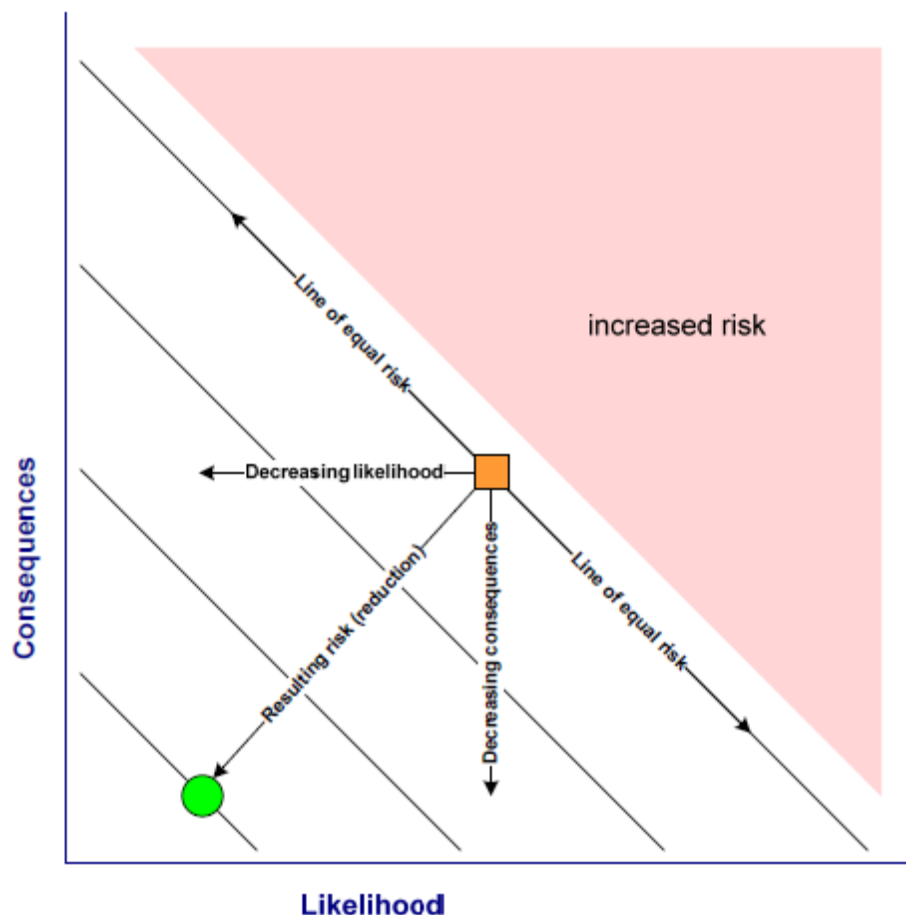 Line of equal risk
increased risk
Decreasing likelihood
Decreasing consequences
Line of equal risk
Resulting risk (reduction)
Consequences
Likelihood